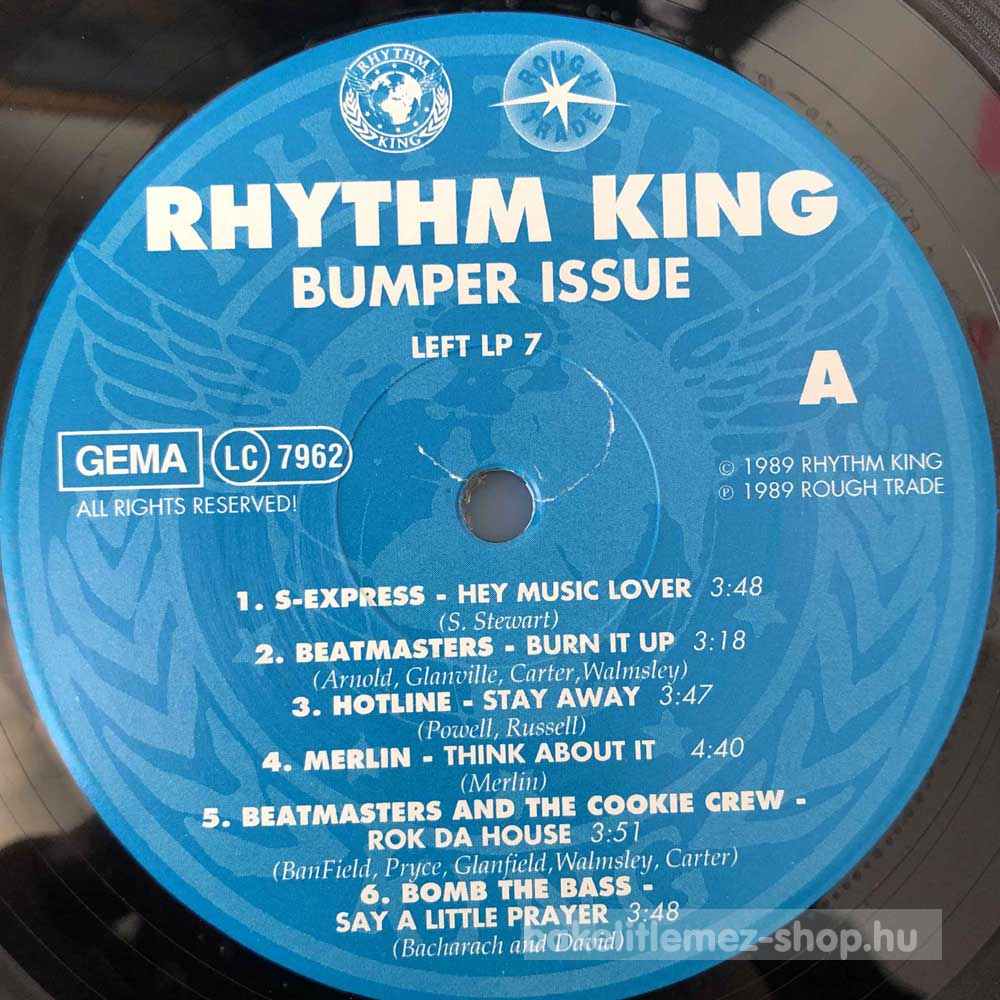 RHYTHM KING
ROUGH TRADE
RHYTHM KING
BUMPER ISSUE
LEFT LP 7
A
GEMA LC 7962
ALL RIGHTS RESERVED!
© 1989 RHYTHM KING
℗ 1989 ROUGH TRADE
1. S-EXPRESS - HEY MUSIC LOVER 3:48
(S. Stewart)
2. BEATMASTERS - BURN IT UP 3:18
(Arnold, Glanville, Carter,Walmsley)
3. HOTLINE - STAY AWAY 3:47
(Powell, Russell)
4. MERLIN - THINK ABOUT IT 4:40
(Merlin)
5. BEATMASTERS AND THE COOKIE CREW -
ROK DA HOUSE 3:51
(BanField, Pryce, Glanfield,Walmsley, Carter)
6. BOMB THE BASS -
SAY A LITTLE PRAYER 3:48
(Bacharach and David)
bakelitlemez-shop.hu